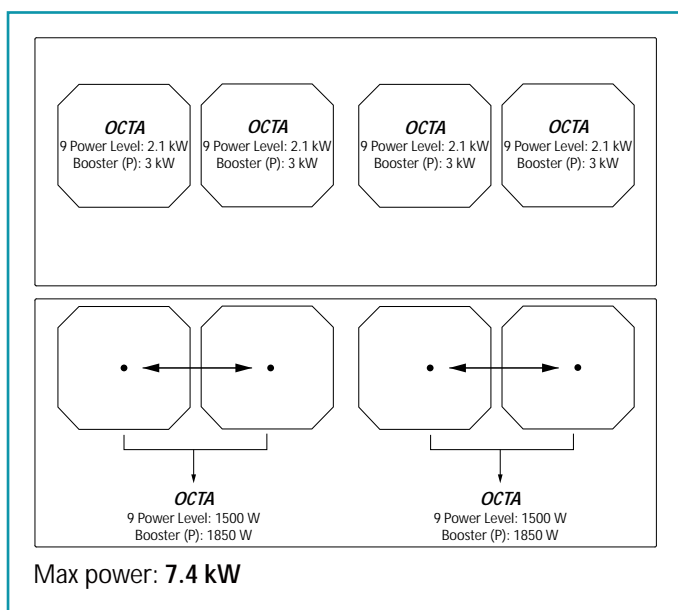 OCTA
9 Power Level: 2.1 kW
Booster (P): 3 kW
OCTA
9 Power Level: 2.1 kW
Booster (P): 3 kW
OCTA
9 Power Level: 2.1 kW
Booster (P): 3 kW
OCTA
9 Power Level: 2.1 kW
Booster (P): 3 kW
OCTA
9 Power Level: 1500 W
Booster (P): 1850 W
OCTA
9 Power Level: 1500 W
Booster (P): 1850 W
Max power: 7.4 kW